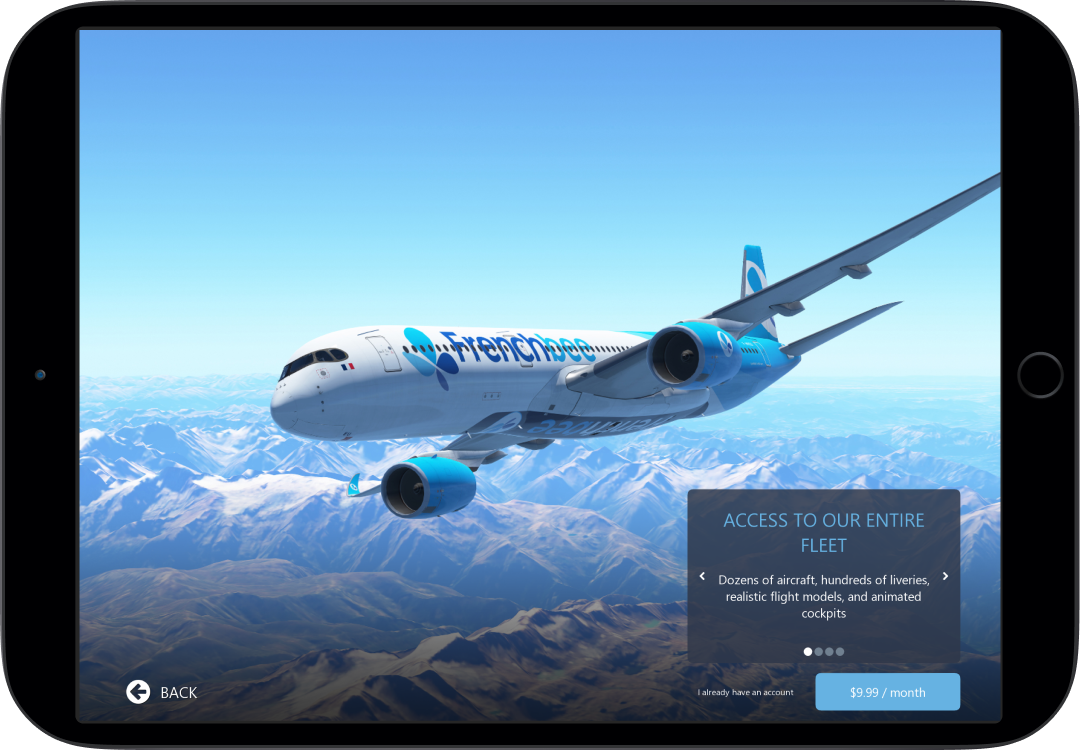 Frenchbee
ACCESS TO OUR ENTIRE
FLEET
Dozens of aircraft, hundreds of liveries,
realistic flight models, and animated
cockpits
BACK
I already have an account
$9.99 / month